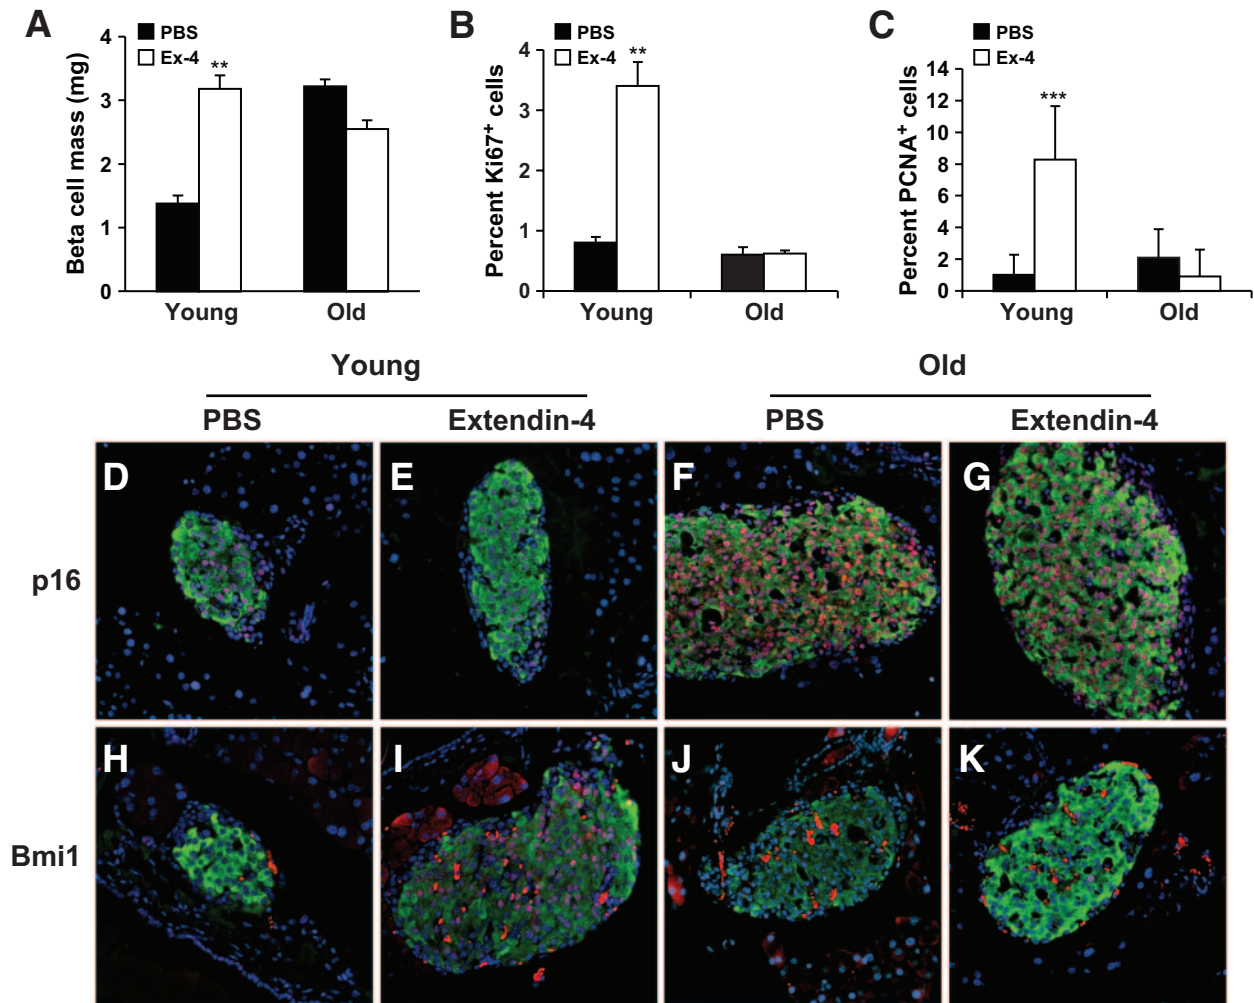 A
PBS
Ex-4
Beta cell mass (mg)
4
3
2
1
0
**
Young
Old
B
PBS
Ex-4
Percent Ki67+ cells
4
3
2
1
0
**
Young
Old
C
PBS
Ex-4
Percent PCNA+ cells
14
12
10
8
6
4
2
0
***
Young
Old
Young
Old
PBS
Extendin-4
PBS
Extendin-4
p16
D
E
F
G
Bmi1
H
I
J
K